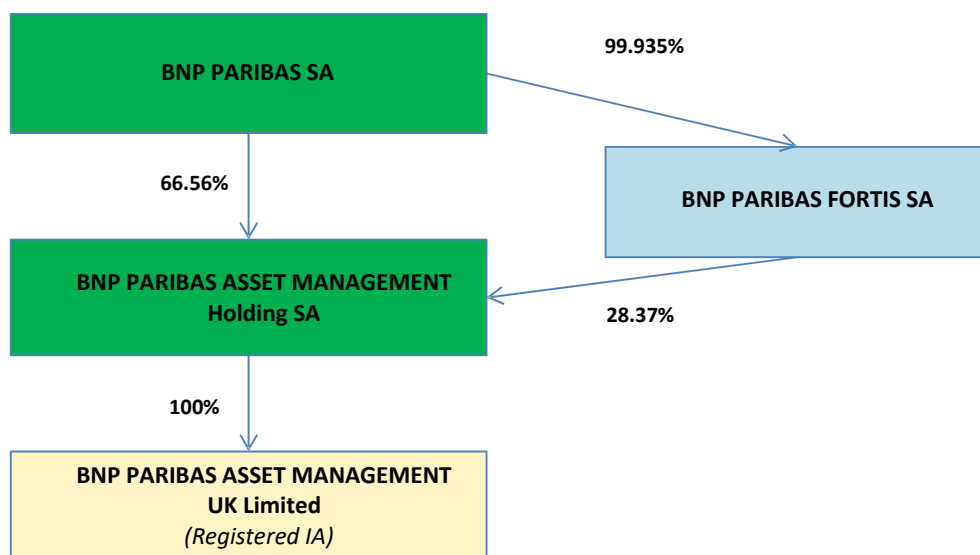 99.935%
BNP PARIBAS SA
66.56%
BNP PARIBAS FORTIS SA
BNP PARIBAS ASSET MANAGEMENT
Holding SA
28.37%
100%
BNP PARIBAS ASSET MANAGEMENT
UK Limited
(Registered IA)